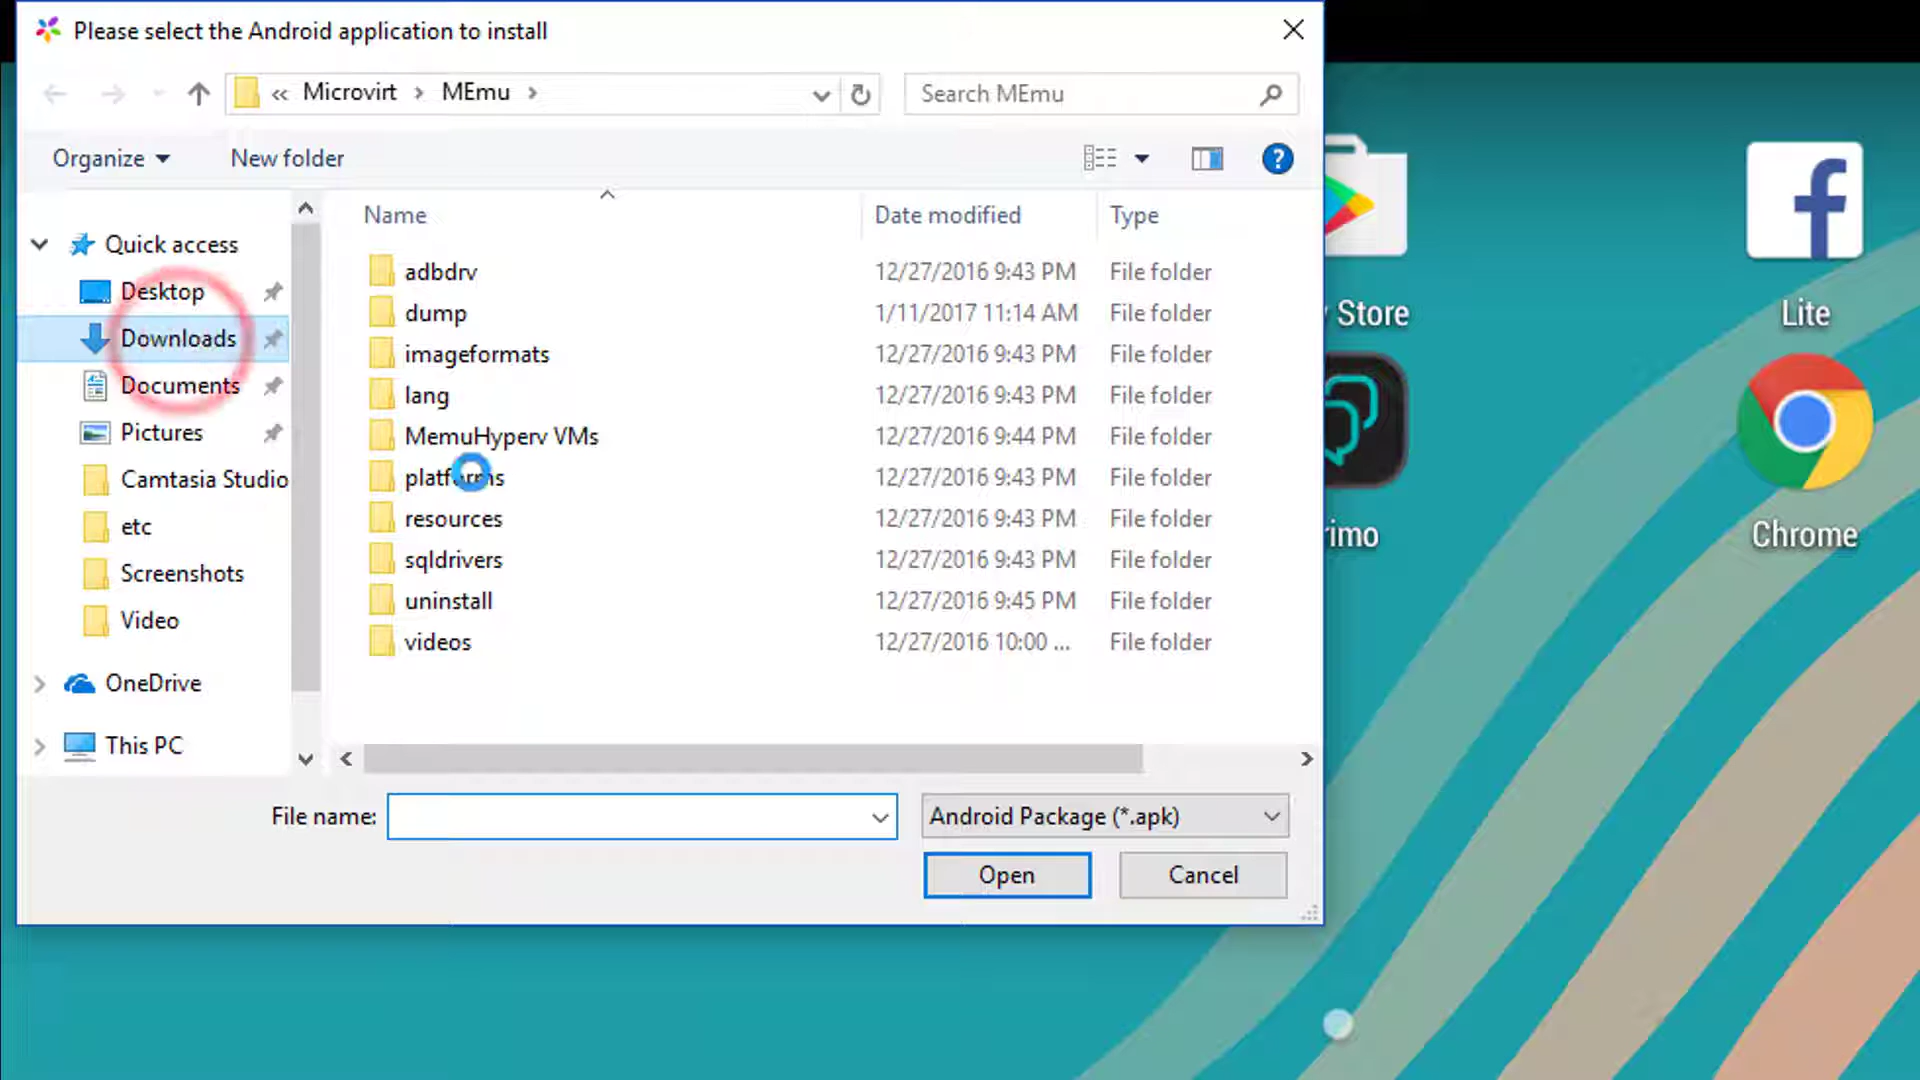 Please select the Android application to install
« Microvirt › MEmu ›
Search MEmu
Organize
New folder
?
Name
Date modified
Type
Quick access
Desktop
Downloads
Documents
Pictures
Camtasia Studio
etc
Screenshots
Video
OneDrive
This PC
adbdrv 12/27/2016 9:43 PM File folder
dump 1/11/2017 11:14 AM File folder
imageformats 12/27/2016 9:43 PM File folder
lang 12/27/2016 9:43 PM File folder
MemuHyperv VMs 12/27/2016 9:44 PM File folder
platforms 12/27/2016 9:43 PM File folder
resources 12/27/2016 9:43 PM File folder
sqldrivers 12/27/2016 9:43 PM File folder
uninstall 12/27/2016 9:45 PM File folder
videos 12/27/2016 10:00 ... File folder
File name:
Android Package (*.apk)
Open
Cancel
y Store
f
Lite
rimo
Chrome